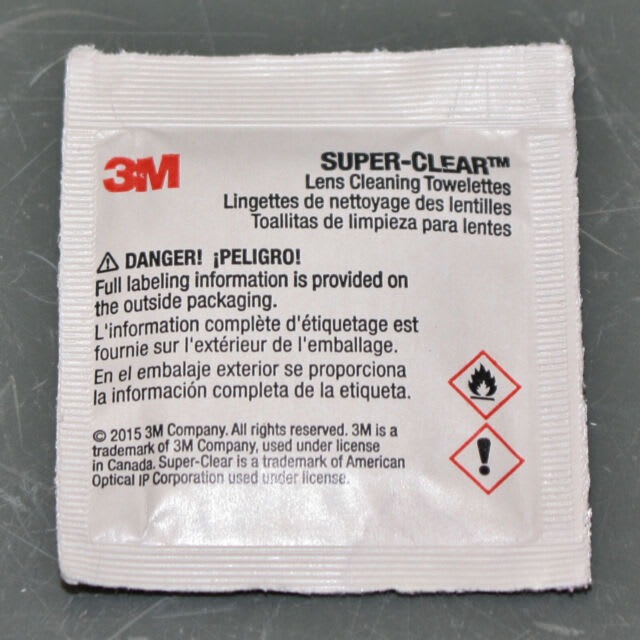 3M
SUPER-CLEAR™
Lens Cleaning Towelettes
Lingettes de nettoyage des lentilles
Toallitas de limpieza para lentes
DANGER! ¡PELIGRO!
Full labeling information is provided on
the outside packaging.
L'information complète d'étiquetage est
fournie sur l'extérieur de l'emballage.
En el embalaje exterior se proporciona
la información completa de la etiqueta.
© 2015 3M Company. All rights reserved. 3M is a
trademark of 3M Company, used under license
in Canada. Super-Clear is a trademark of American
Optical IP Corporation used under license.